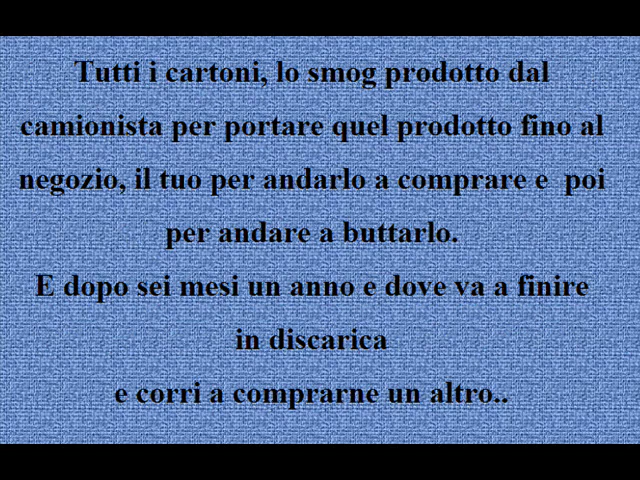 Tutti i cartoni, lo smog prodotto dal
camionista per portare quel prodotto fino al
negozio, il tuo per andarlo a comprare e  poi
per andare a buttarlo.
E dopo sei mesi un anno e dove va a finire
in discarica
e corri a comprarne un altro..